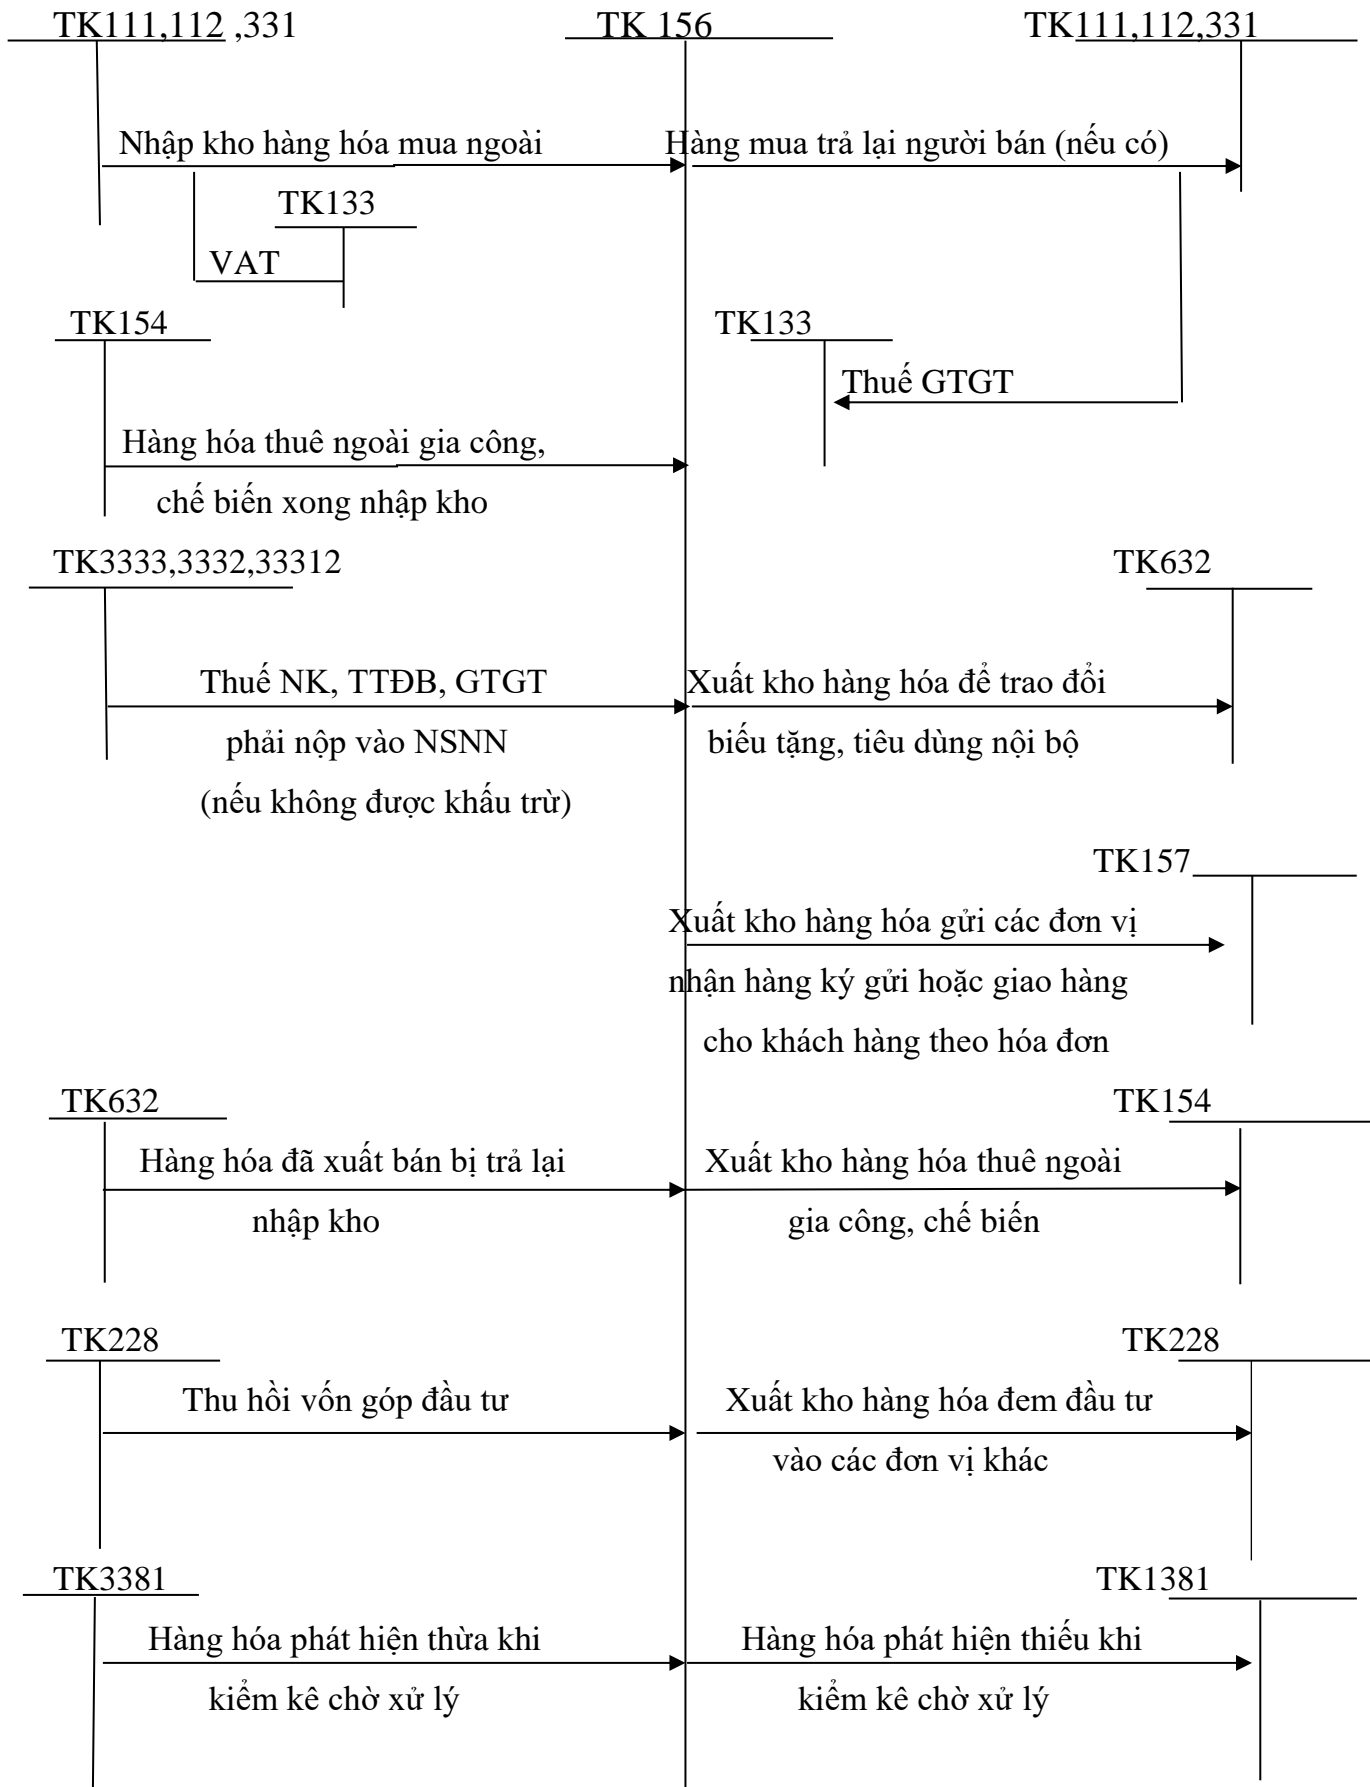 TK111,112 ,331
TK 156
TK111,112,331
Nhập kho hàng hóa mua ngoài
Hàng mua trả lại người bán (nếu có)
TK133
VAT
TK154
TK133
Thuế GTGT
Hàng hóa thuê ngoài gia công,
chế biến xong nhập kho
TK3333,3332,33312
TK632
Thuế NK, TTĐB, GTGT
Xuất kho hàng hóa để trao đổi
phải nộp vào NSNN
biếu tặng, tiêu dùng nội bộ
(nếu không được khấu trừ)
TK157
Xuất kho hàng hóa gửi các đơn vị
nhận hàng ký gửi hoặc giao hàng
cho khách hàng theo hóa đơn
TK632
TK154
Hàng hóa đã xuất bán bị trả lại
Xuất kho hàng hóa thuê ngoài
nhập kho
gia công, chế biến
TK228
TK228
Thu hồi vốn góp đầu tư
Xuất kho hàng hóa đem đầu tư
vào các đơn vị khác
TK3381
TK1381
Hàng hóa phát hiện thừa khi
Hàng hóa phát hiện thiếu khi
kiểm kê chờ xử lý
kiểm kê chờ xử lý